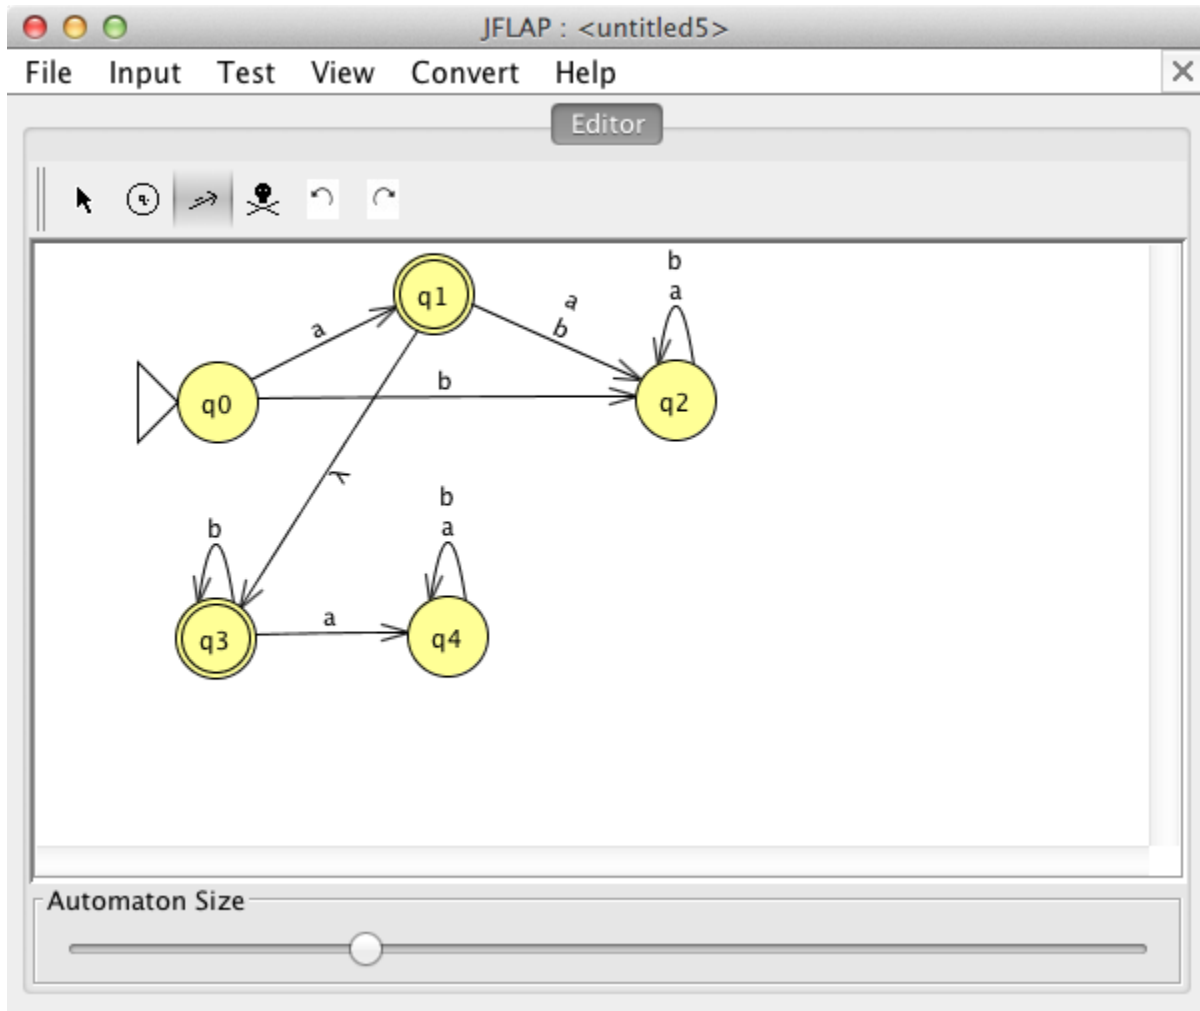 JFLAP : <untitled5>
File Input Test View Convert Help
Editor
b
a
q1
a
b
a
b
q0
q2
λ
b
b
a
q3
a
q4
Automaton Size